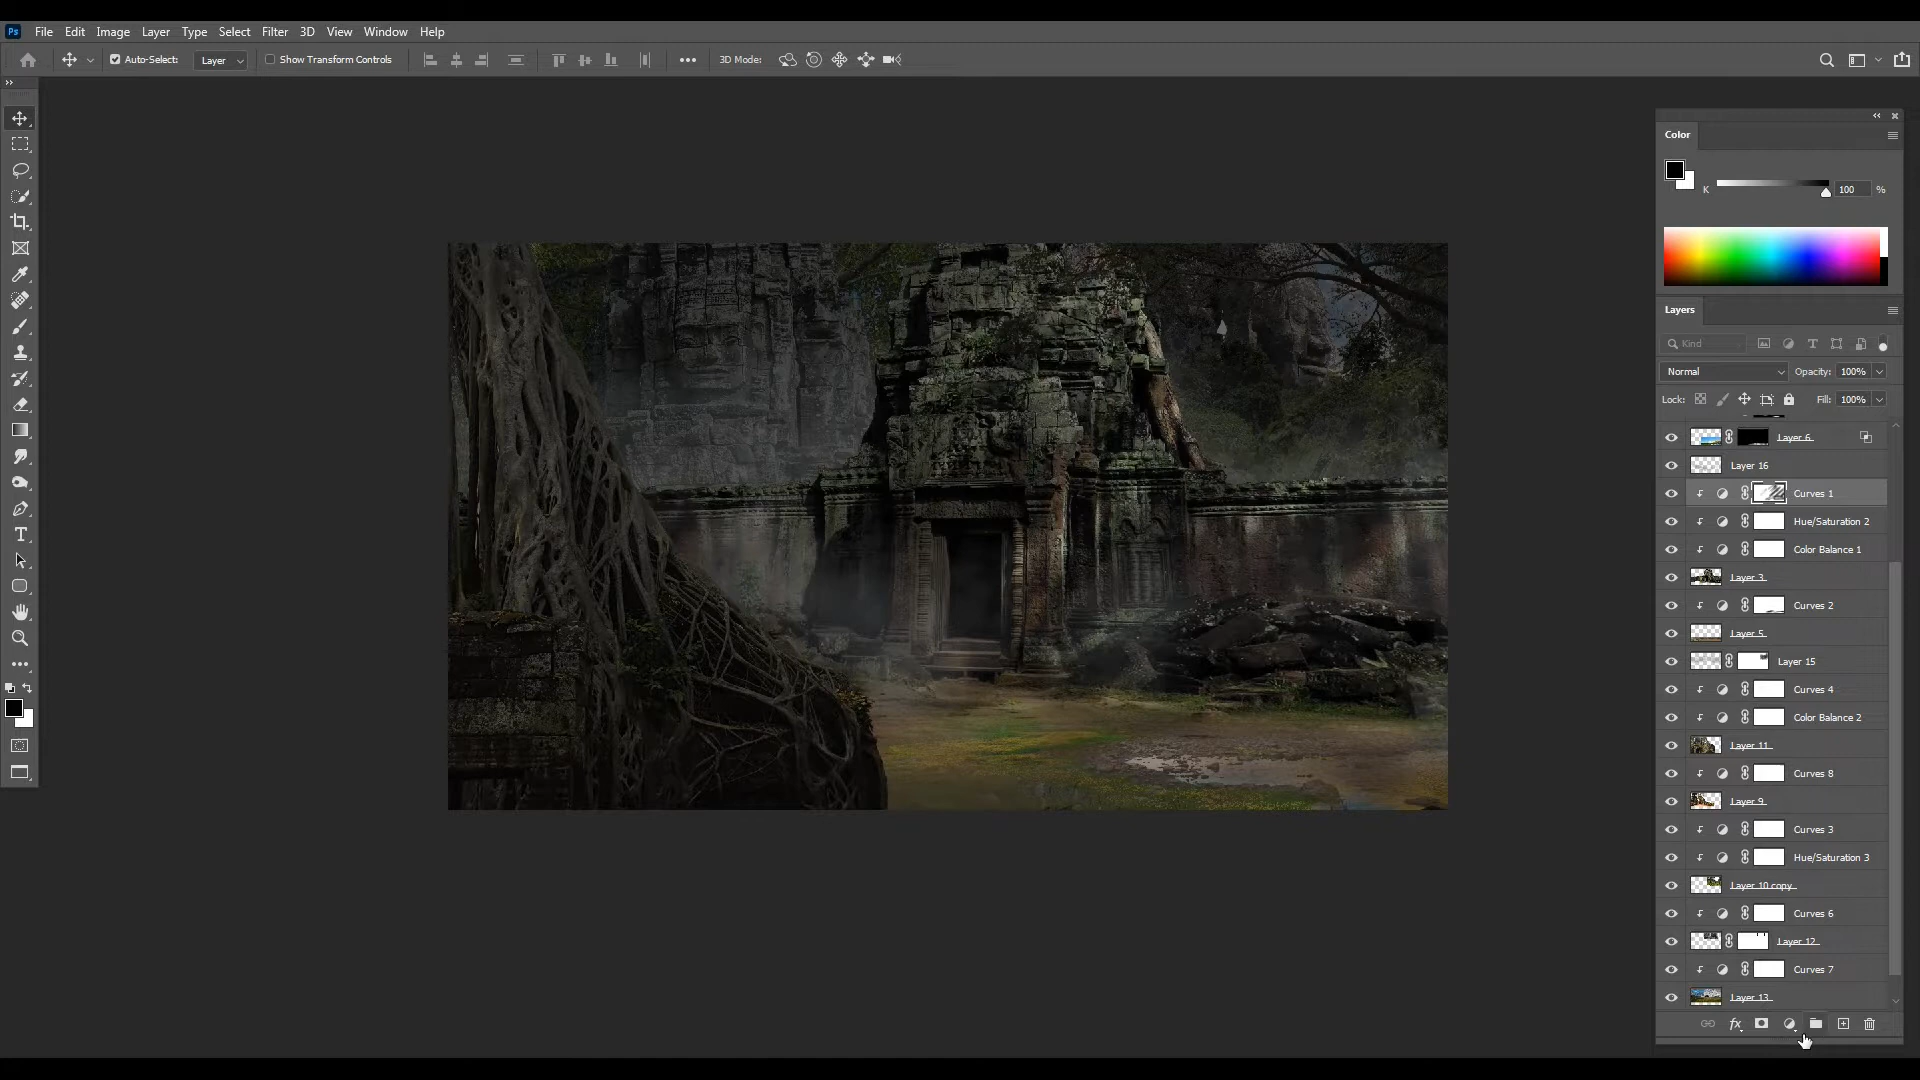 Ps File Edit Image Layer Type Select Filter 3D View Window Help
Auto-Select: Layer Show Transform Controls 3D Mode:
Color
K 100 %
Layers
Kind
Normal Opacity: 100%
Lock: Fill: 100%
Layer 6
Layer 16
Curves 1
Hue/Saturation 2
Color Balance 1
Layer 3
Curves 2
Layer 5
Layer 15
Curves 4
Color Balance 2
Layer 11
Curves 8
Layer 9
Curves 3
Hue/Saturation 3
Layer 10 copy
Curves 6
Layer 12
Curves 7
Layer 13
fx